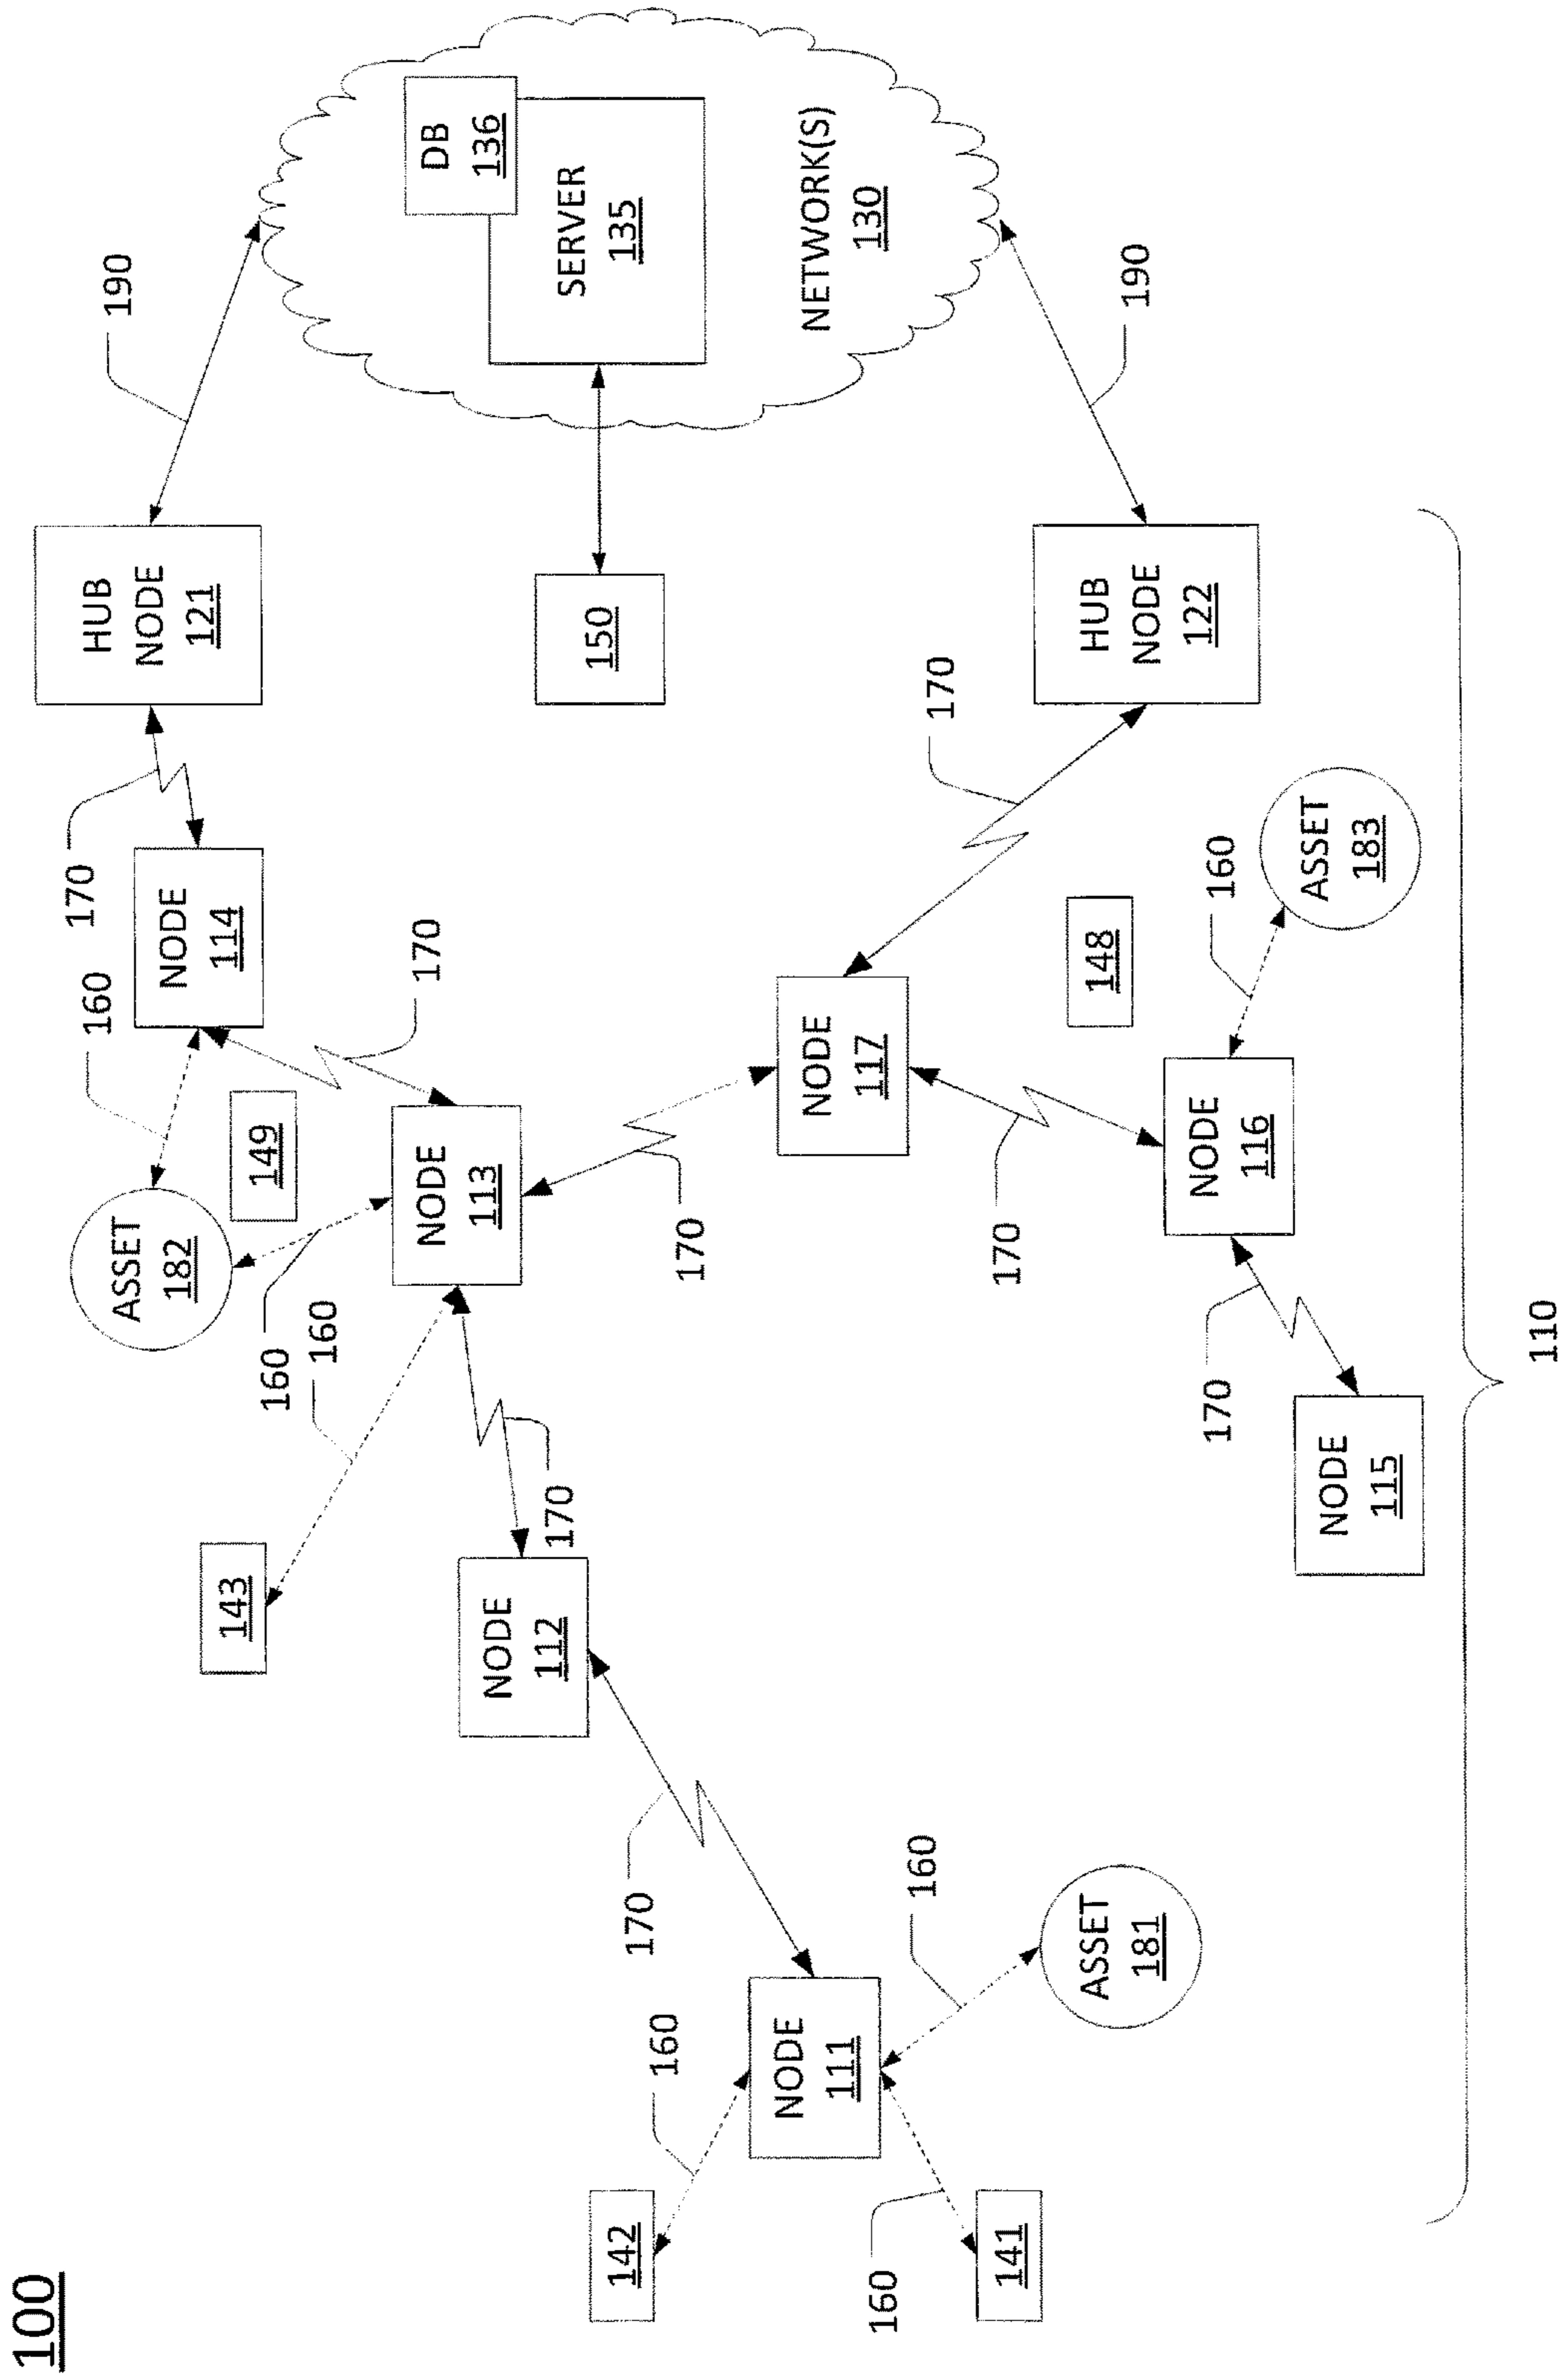 100
190
HUB
NODE
121
170
NODE
114
160
170
149
ASSET
182
160
160
143
NODE
113
170
NODE
112
170
170
NODE
111
160
142
160
141
160
ASSET
181
DB
136
SERVER
135
NETWORK(S)
130
150
190
HUB
NODE
122
170
NODE
117
148
170
NODE
116
160
ASSET
183
170
NODE
115
110